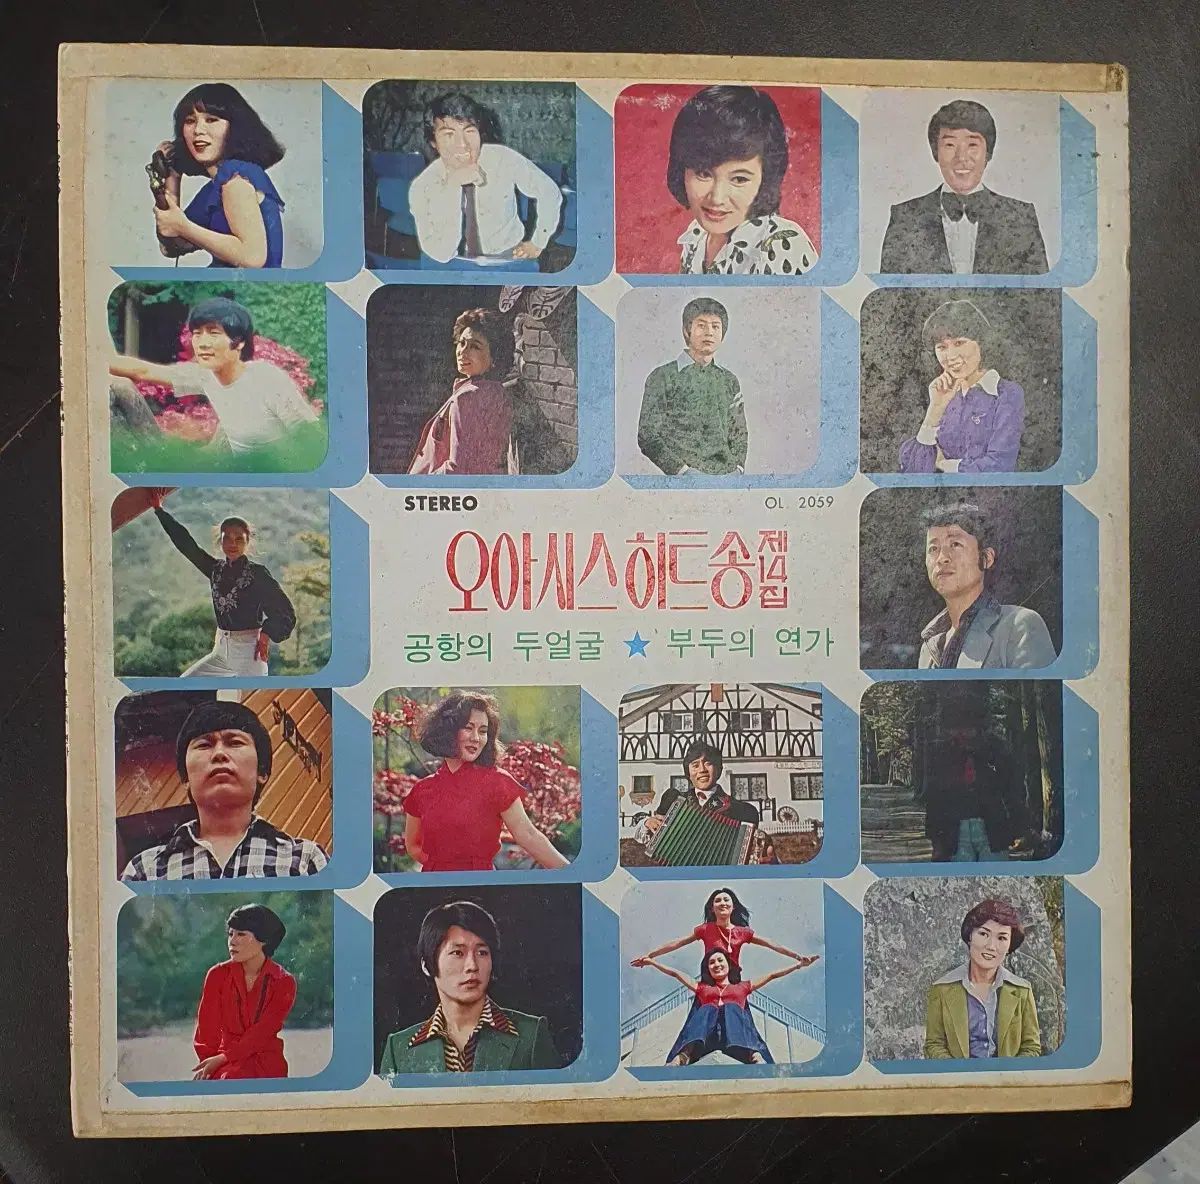 STEREO
OL. 2059
오아시스히트송 제14집
공항의 두얼굴 ★ 부두의 연가